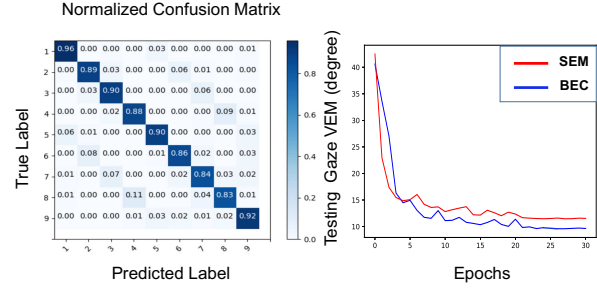 Normalized Confusion Matrix
True Label
1 0.96 0.00 0.00 0.00 0.03 0.00 0.00 0.00 0.01
2 0.00 0.89 0.03 0.00 0.00 0.06 0.01 0.00 0.00
3 0.00 0.03 0.90 0.00 0.00 0.00 0.06 0.00 0.01
4 0.00 0.00 0.02 0.88 0.00 0.00 0.00 0.09 0.01
5 0.06 0.01 0.00 0.00 0.90 0.00 0.00 0.00 0.03
6 0.00 0.08 0.00 0.00 0.01 0.86 0.02 0.00 0.03
7 0.00 0.02 0.07 0.00 0.00 0.03 0.84 0.00 0.04
8 0.01 0.00 0.00 0.11 0.00 0.00 0.04 0.83 0.01
9 0.00 0.00 0.00 0.01 0.03 0.02 0.01 0.02 0.92
1 2 3 4 5 6 7 8 9
Predicted Label
0.8
0.6
0.4
0.2
0.0
Testing Gaze VEM (degree)
40
35
30
25
20
15
10
SEM
BEC
0 5 10 15 20 25 30
Epochs